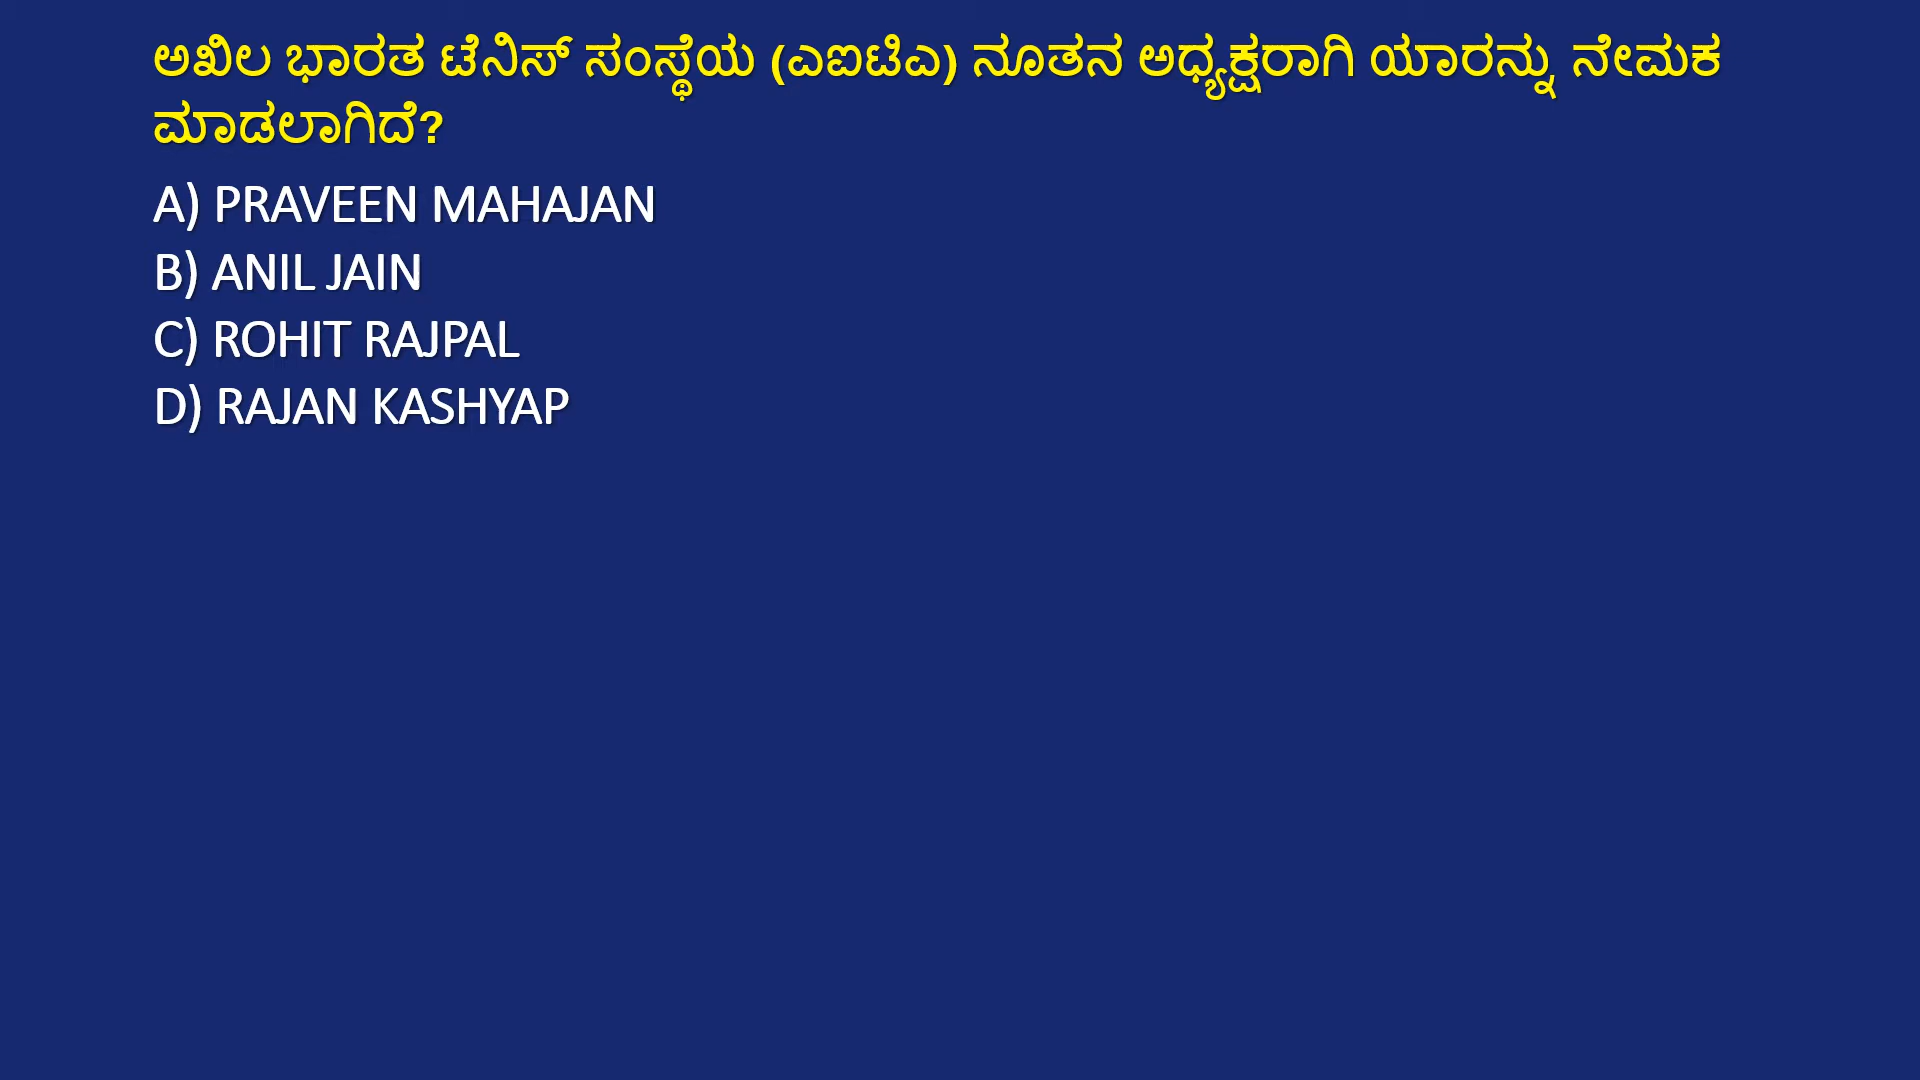 ಅಖಿಲ ಭಾರತ ಟೆನಿಸ್ ಸಂಸ್ಥೆಯ (ಎಐಟಿಎ) ನೂತನ ಅಧ್ಯಕ್ಷರಾಗಿ ಯಾರನ್ನು ನೇಮಕ
ಮಾಡಲಾಗಿದೆ?
A) PRAVEEN MAHAJAN
B) ANIL JAIN
C) ROHIT RAJPAL
D) RAJAN KASHYAP